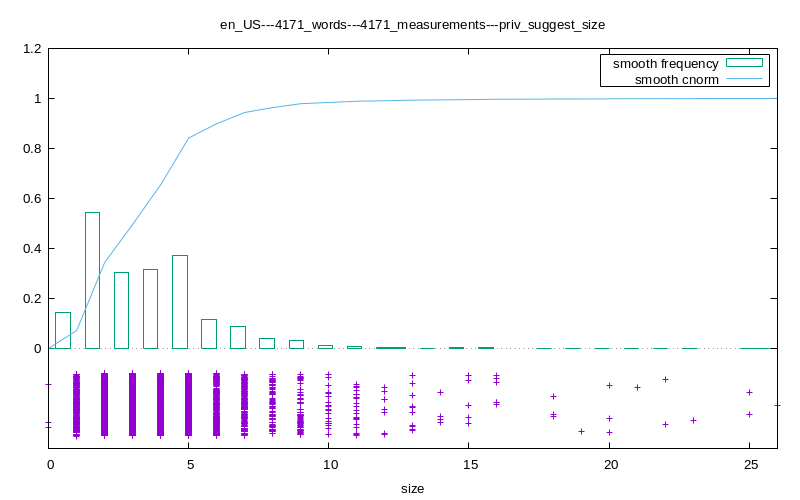 en_US---4171_words---4171_measurements---priv_suggest_size
1.2
smooth frequency
smooth cnorm
1
0.8
0.6
0.4
0.2
0
0 5 10 15 20 25
size